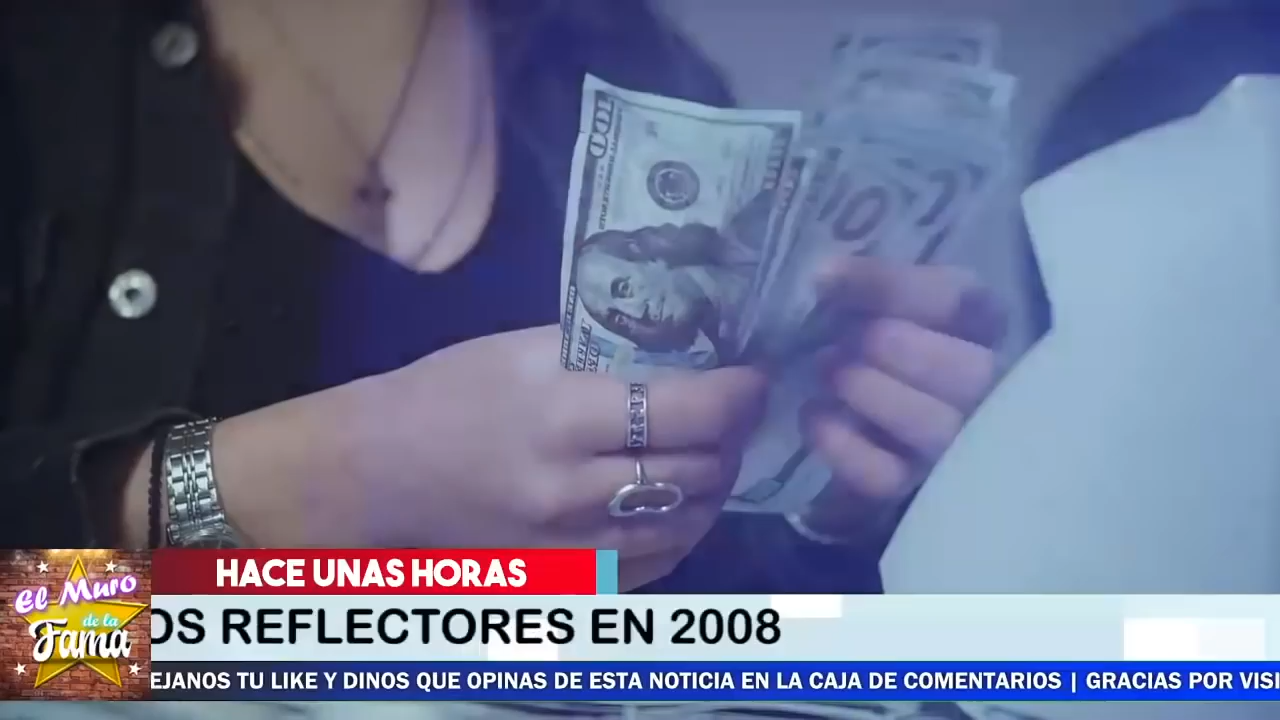 100
HACE UNAS HORAS
El Muro
de la
Fama
OS REFLECTORES EN 2008
EJANOS TU LIKE Y DINOS QUE OPINAS DE ESTA NOTICIA EN LA CAJA DE COMENTARIOS | GRACIAS POR VISI